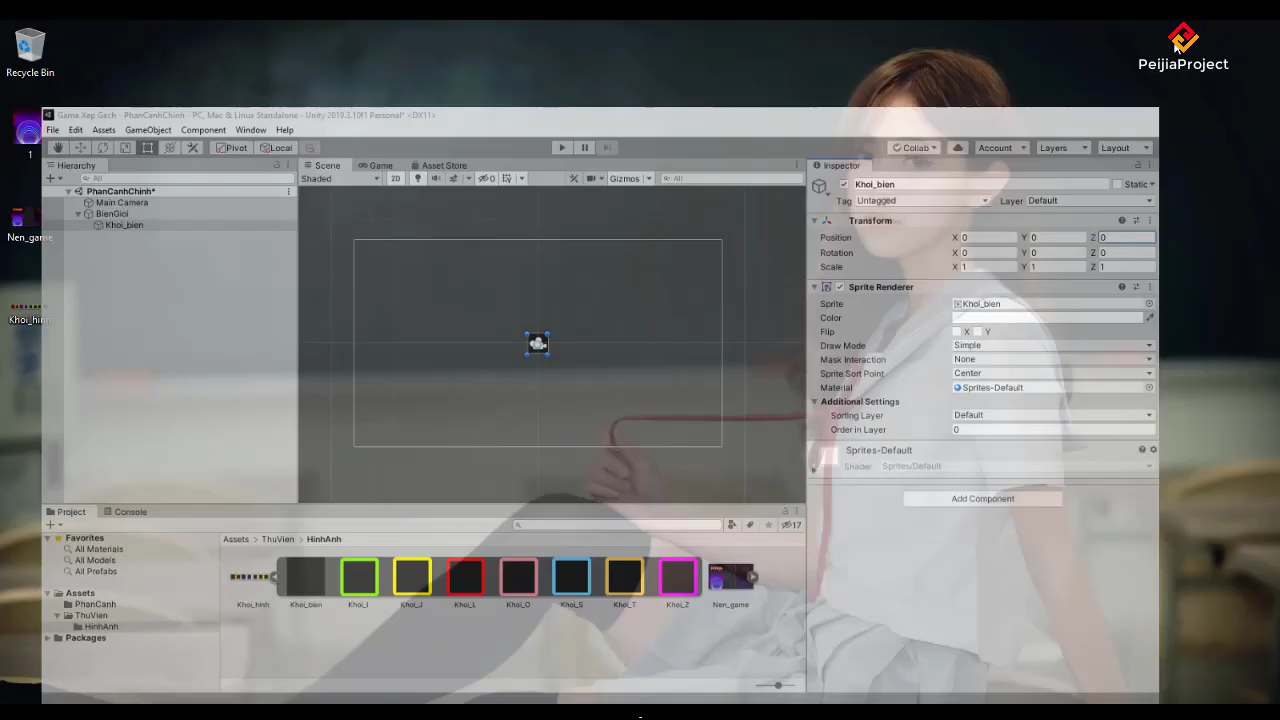 Recycle Bin
PeijiaProject
1
Nen_game
Khoi_hinh
Game Xep Gach - PhanCanhChinh - PC, Mac & Linux Standalone - Unity 2019.3.10f1 Personal* <DX11>
File Edit Assets GameObject Component Window Help
Pivot Local Collab Account Layers Layout
Hierarchy
All
PhanCanhChinh*
Main Camera
BienGioi
Khoi_bien
Scene Game Asset Store
Shaded 2D 0 Gizmos All
Inspector
Khoi_bien Static
Tag Untagged Layer Default
Transform
Position X 0 Y 0 Z 0
Rotation X 0 Y 0 Z 0
Scale X 1 Y 1 Z 1
Sprite Renderer
Sprite Khoi_bien
Color
Flip X Y
Draw Mode Simple
Mask Interaction None
Sprite Sort Point Center
Material Sprites-Default
Additional Settings
Sorting Layer Default
Order in Layer 0
Sprites-Default
Shader Sprites/Default
Add Component
Project Console
17
Favorites
All Materials
All Models
All Prefabs
Assets
PhanCanh
ThuVien
HinhAnh
Packages
Assets > ThuVien > HinhAnh
Khoi_hinh Khoi_bien Khoi_I Khoi_J Khoi_L Khoi_O Khoi_S Khoi_T Khoi_Z Nen_game